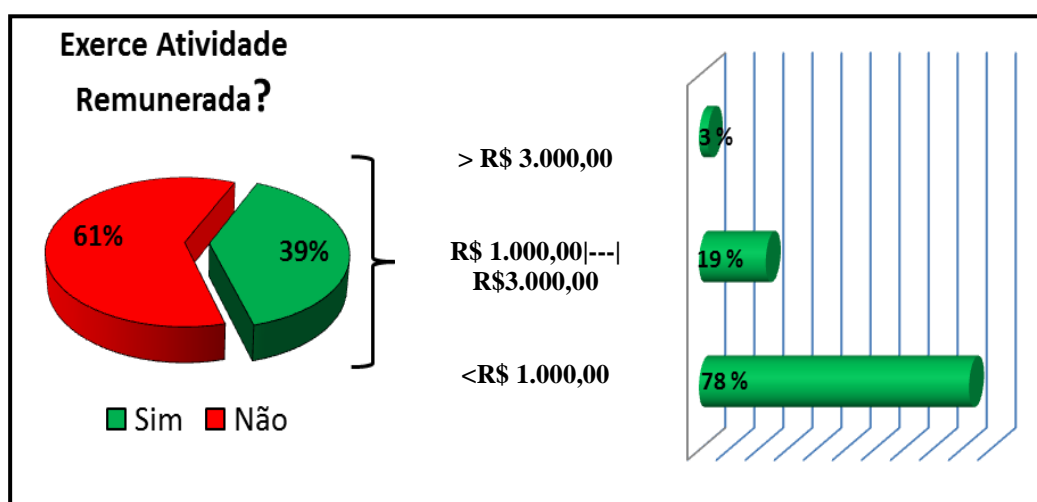 Exerce Atividade
Remunerada?
61%
39%
Sim
Não
> R$ 3.000,00
3 %
R$ 1.000,00|---|
R$3.000,00
19 %
<R$ 1.000,00
78 %